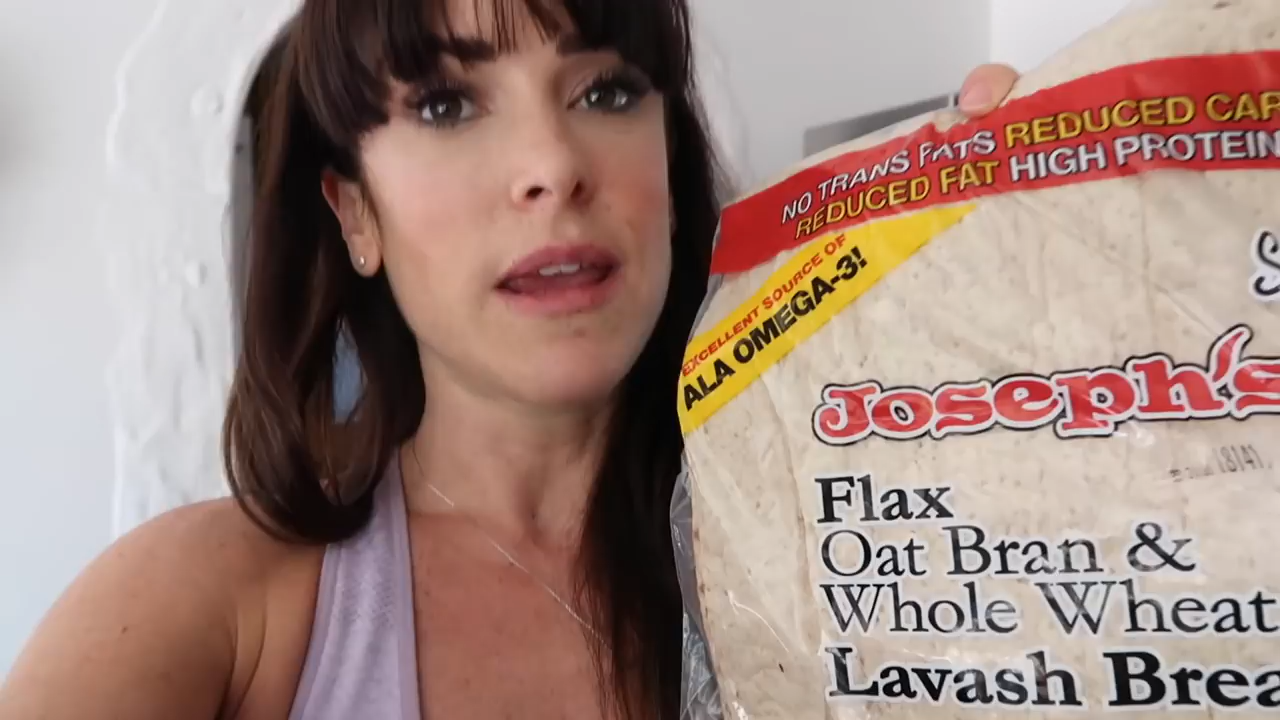 NO TRANS FATS REDUCED CAR
REDUCED FAT HIGH PROTEIN
EXCELLENT SOURCE OF
ALA OMEGA-3!
Joseph's
Flax
Oat Bran &
Whole Wheat
Lavash Brea